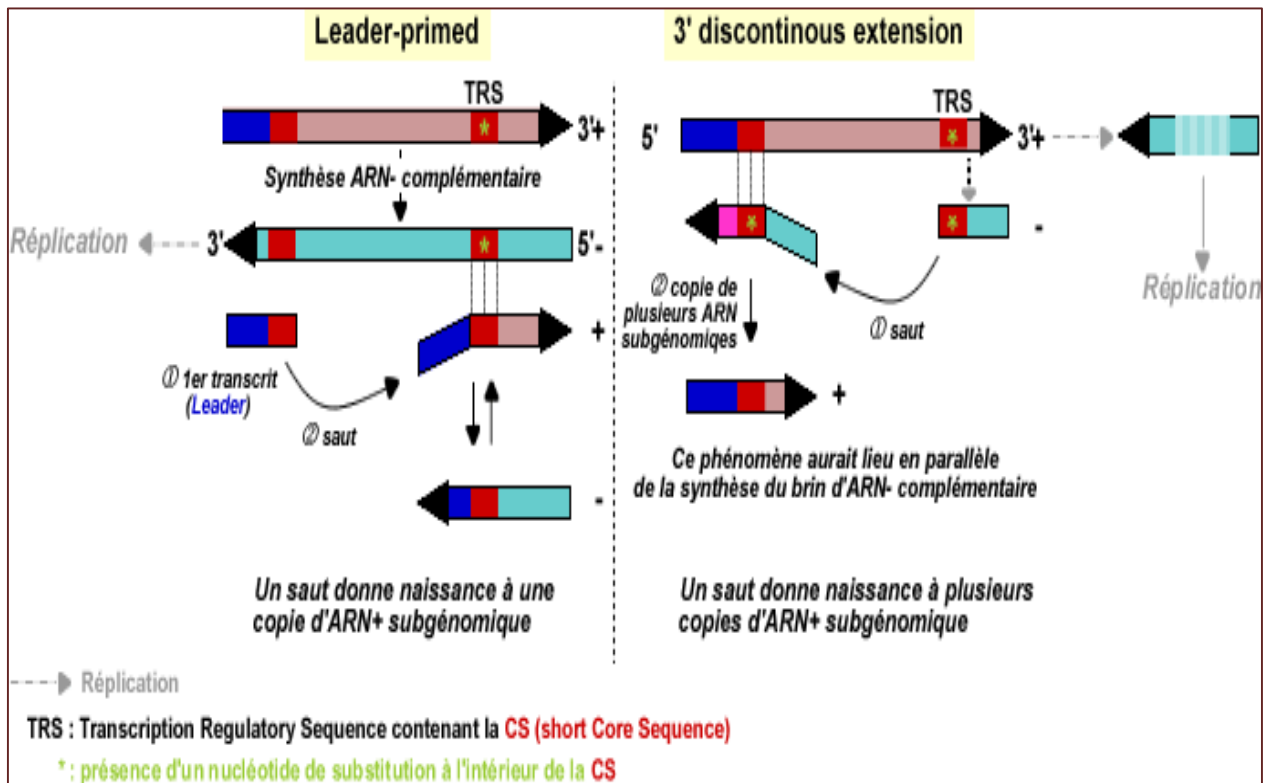 Leader-primed
TRS
3'+
Synthèse ARN- complémentaire
Réplication
3'
5'-
+
① 1er transcrit
(Leader)
② saut
-
Un saut donne naissance à une
copie d'ARN+ subgénomique
3' discontinous extension
TRS
5'
3'+
-
② copie de
plusieurs ARN
subgénomiqes
① saut
Réplication
+
Ce phénomène aurait lieu en parallèle
de la synthèse du brin d'ARN- complémentaire
Un saut donne naissance à plusieurs
copies d'ARN+ subgénomique
Réplication
TRS : Transcription Regulatory Sequence contenant la CS (short Core Sequence)
* : présence d'un nucléotide de substitution à l'intérieur de la CS